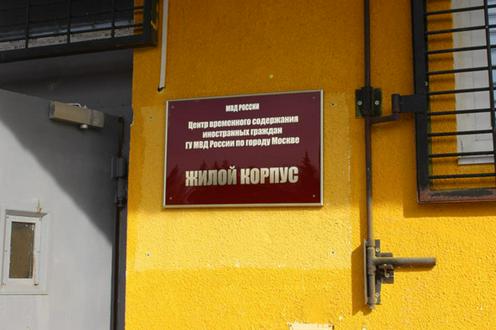 МВД РОССИИ
Центр временного содержания
иностранных граждан
ГУ МВД России по городу Москве
ЖИЛОЙ КОРПУС